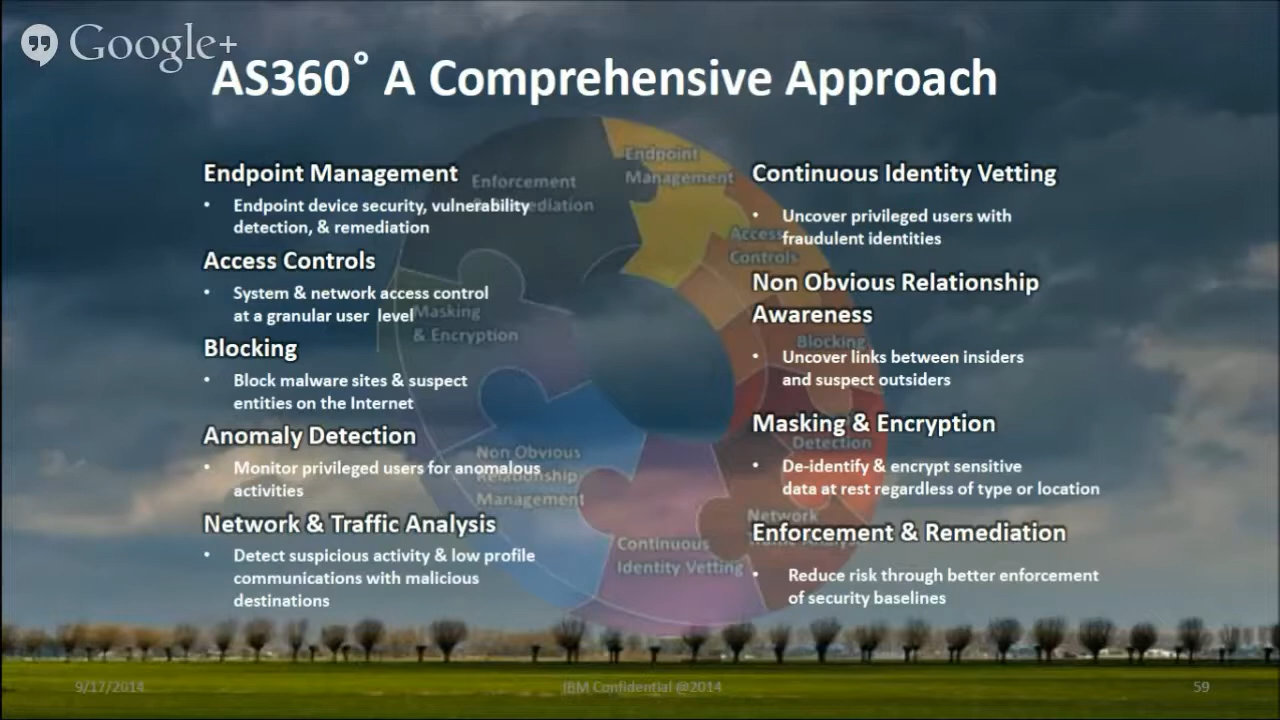 Google+
AS360° A Comprehensive Approach
Endpoint Management
• Endpoint device security, vulnerability
detection, & remediation
Access Controls
• System & network access control
at a granular user level
Blocking
• Block malware sites & suspect
entities on the Internet
Anomaly Detection
• Monitor privileged users for anomalous
activities
Network & Traffic Analysis
• Detect suspicious activity & low profile
communications with malicious
destinations
Continuous Identity Vetting
• Uncover privileged users with
fraudulent identities
Non Obvious Relationship
Awareness
• Uncover links between insiders
and suspect outsiders
Masking & Encryption
• De-identify & encrypt sensitive
data at rest regardless of type or location
Enforcement & Remediation
• Reduce risk through better enforcement
of security baselines
Endpoint
Management
Access
Controls
Blocking
Detection
Network
Continuous
Identity Vetting
Non Obvious
Relationship
Management
Masking
& Encryption
Enforcement
9/17/2014
IBM Confidential @2014
59